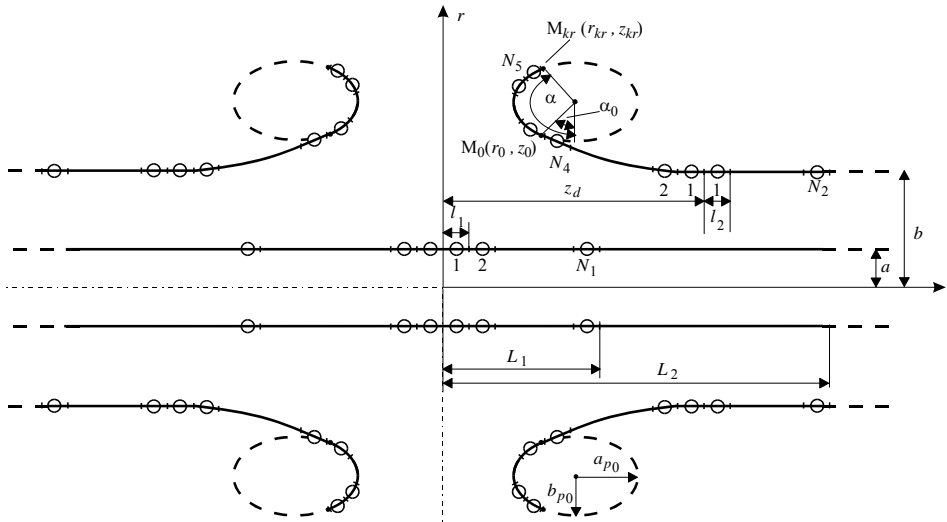 r
M_kr (r_kr , z_kr)
N_5
α
α_0
M_0(r_0 , z_0)
N_4
2 1 1 N_2
z_d
l_1
l_2
b
1 2 N_1
a
L_1
L_2
a_p0
b_p0